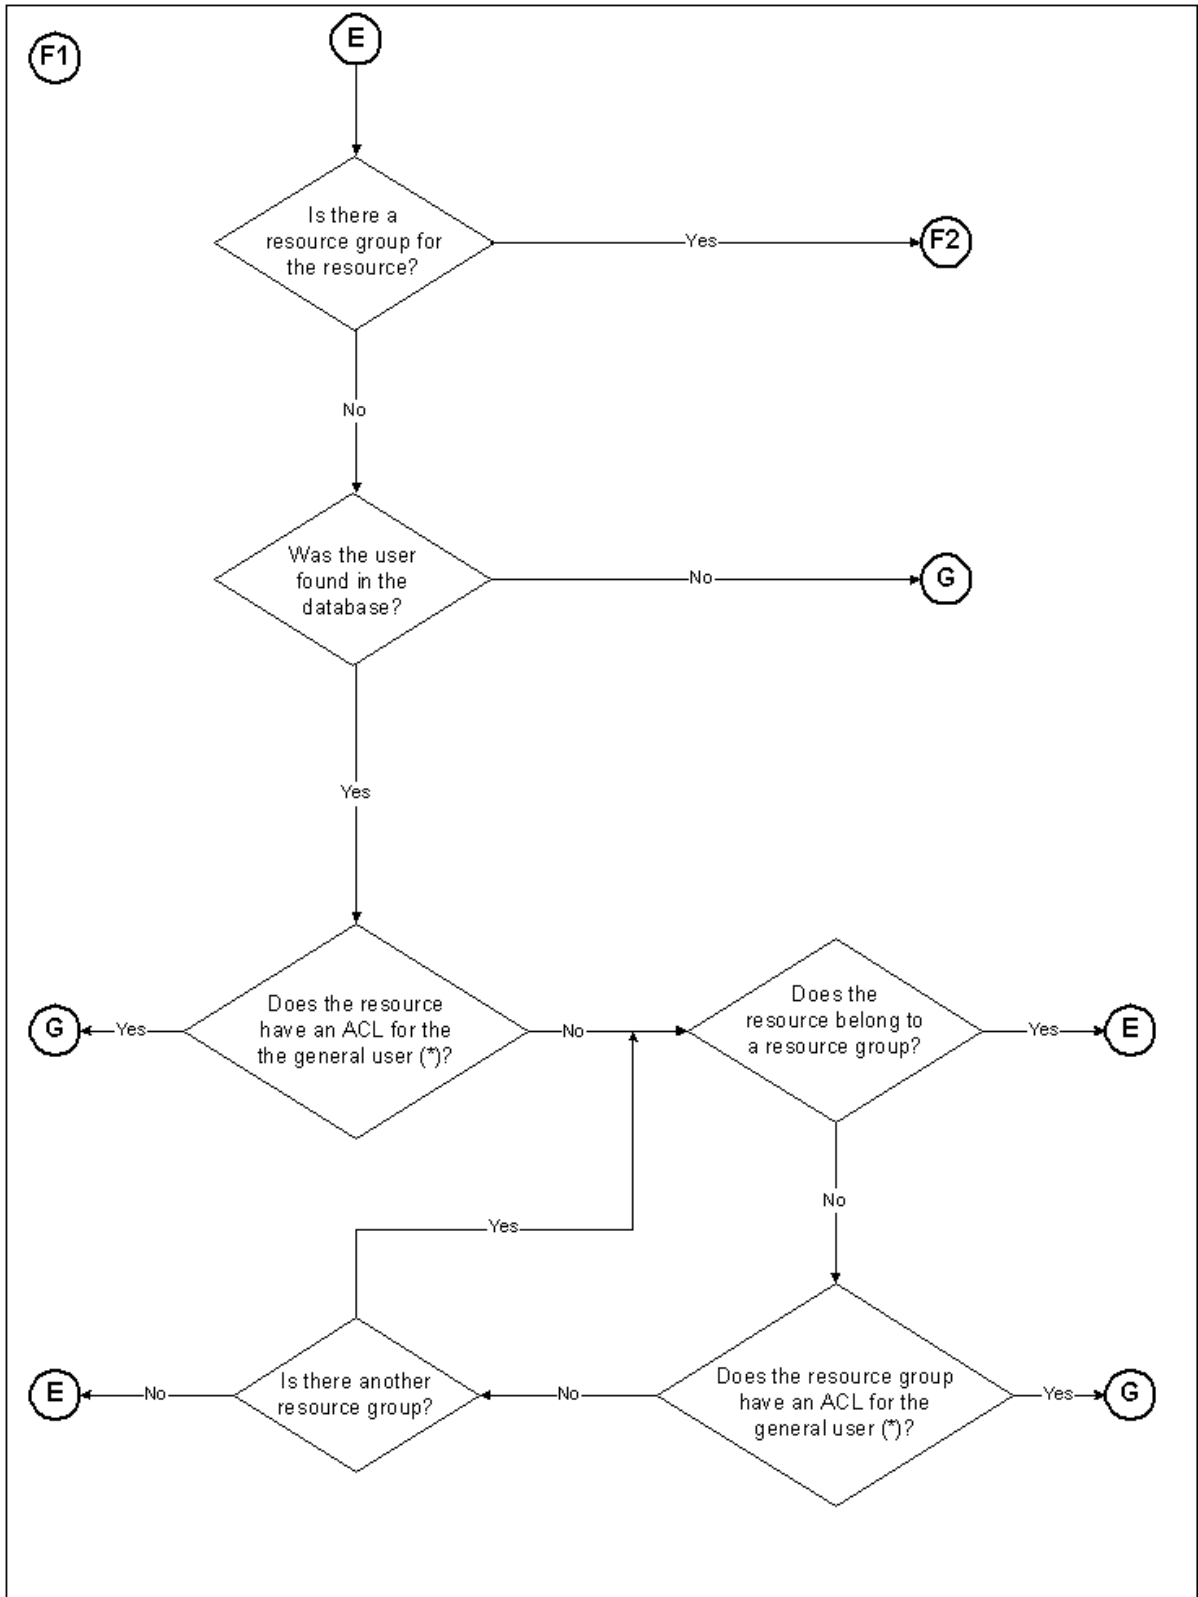 F1
E
Is there a
resource group for
the resource?
Yes
F2
No
Was the user
found in the
database?
No
G
Yes
Does the resource
have an ACL for the
the general user (*)?
G
Yes
No
Does the
resource belong to
a resource group?
Yes
E
No
Yes
Does the resource group
have an ACL for the
general user (*)?
Yes
G
No
Is there another
resource group?
No
E